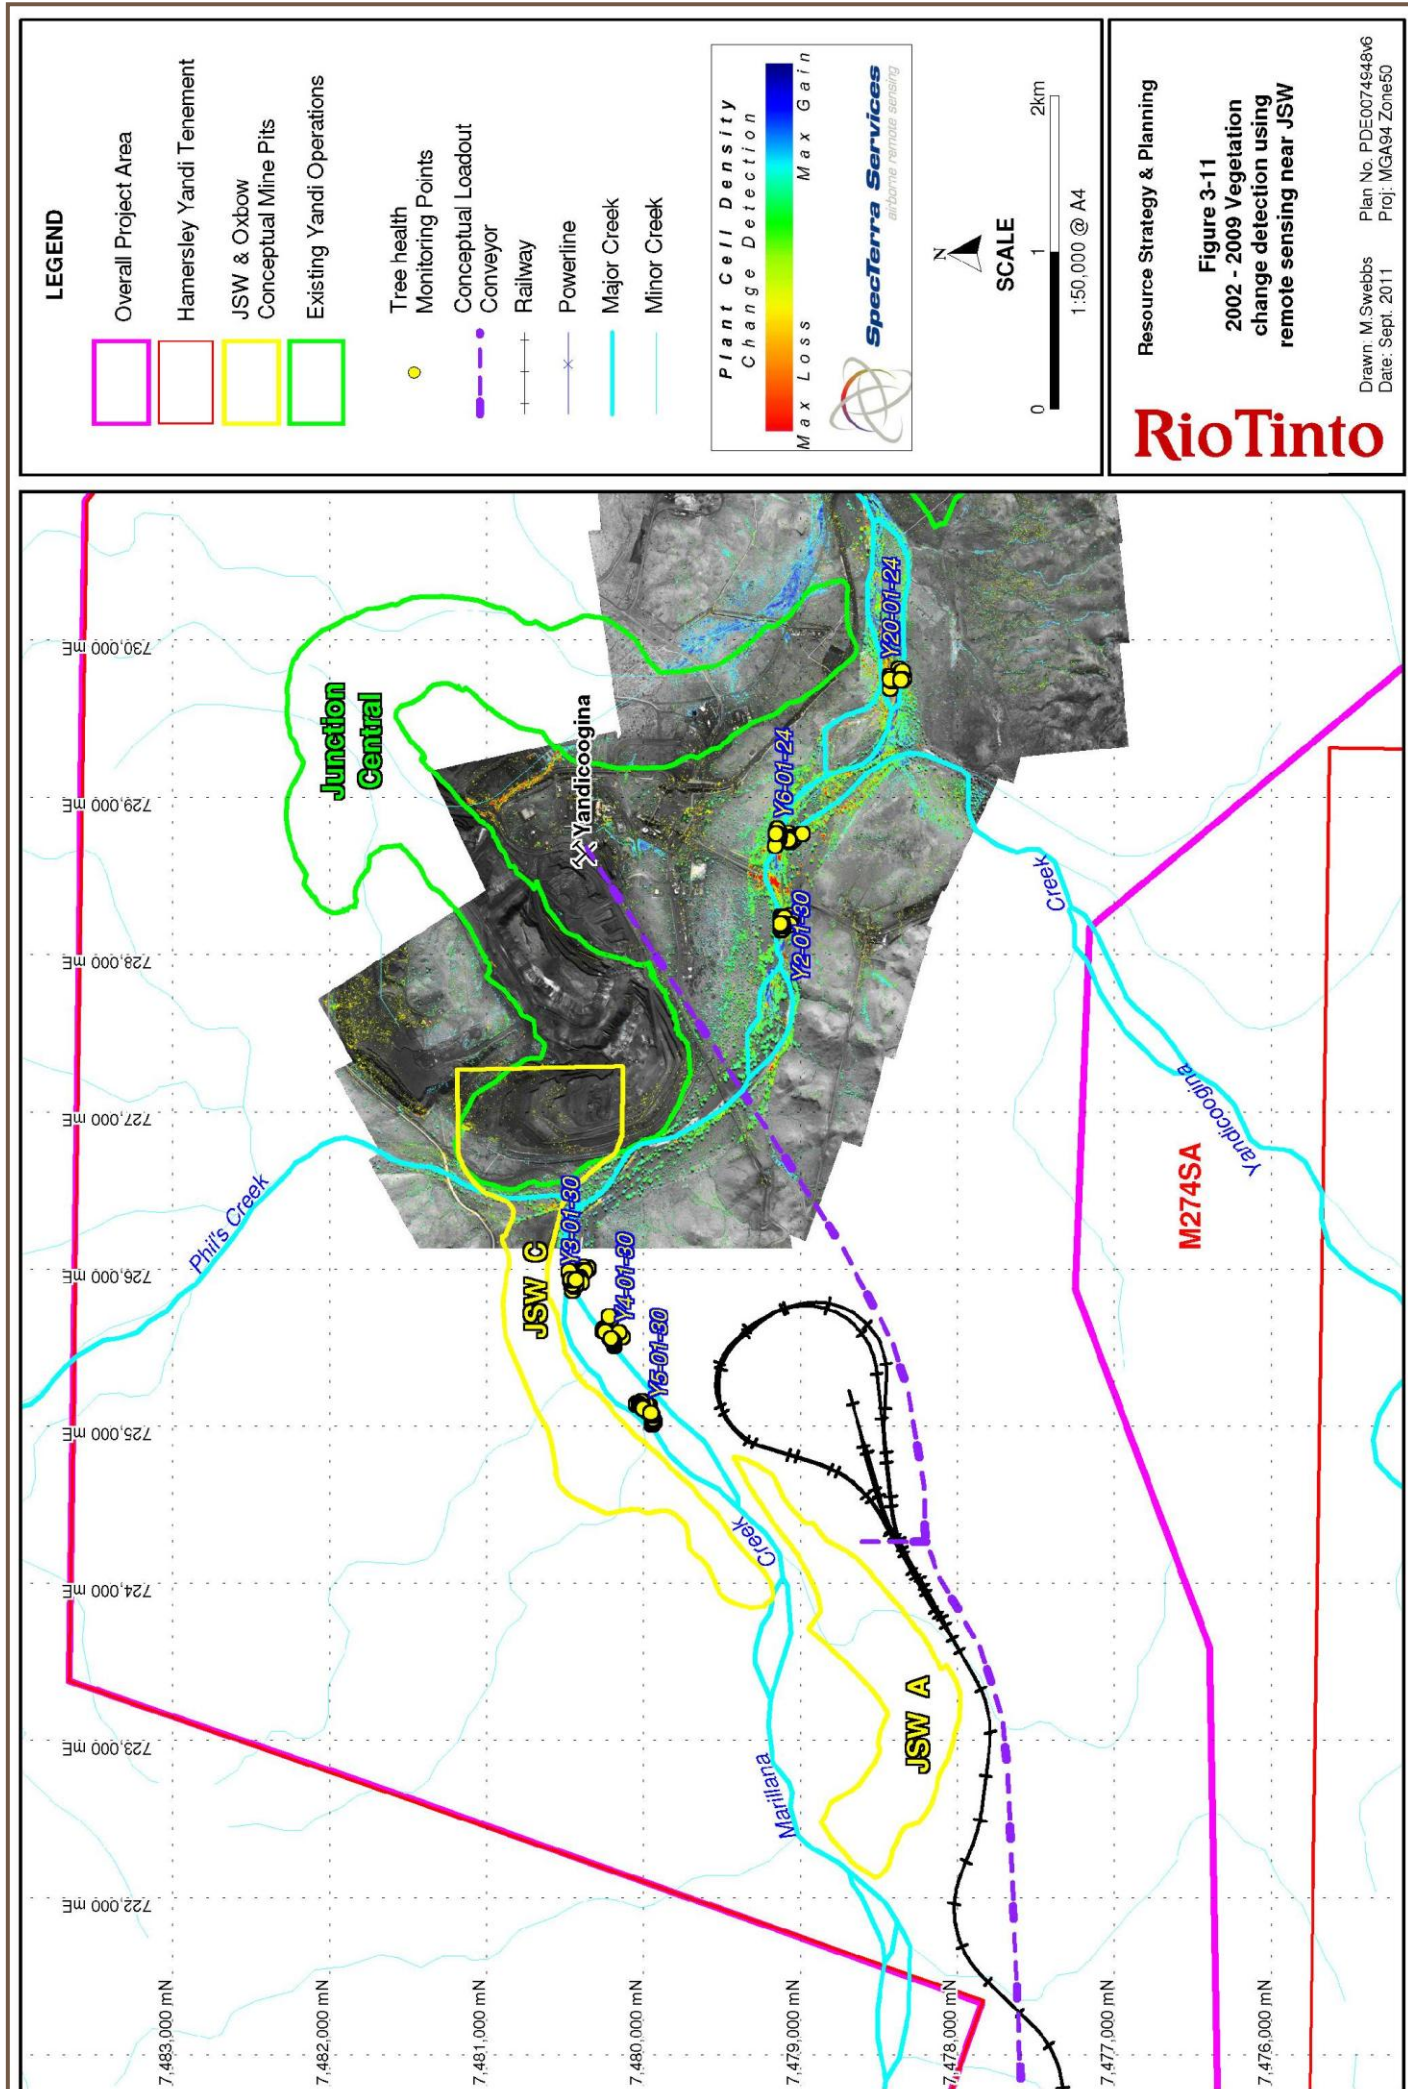 LEGEND
Overall Project Area
Hamersley Yandi Tenement
JSW & Oxbow
Conceptual Mine Pits
Existing Yandi Operations
Tree health
Monitoring Points
Conceptual Loadout
Conveyor
Railway
Powerline
Major Creek
Minor Creek
Plant Cell Density
Change Detection
Max Loss
Max Gain
SpecTerra Services
airborne remote sensing
N
SCALE
0
1
2km
1:50,000 @ A4
Resource Strategy & Planning
Figure 3-11
2002 - 2009 Vegetation
change detection using
remote sensing near JSW
RioTinto
Drawn: M.Swebbs
Plan No. PDE0074948v6
Date: Sept. 2011
Proj: MGA94 Zone50
722,000 mE
723,000 mE
724,000 mE
725,000 mE
726,000 mE
727,000 mE
728,000 mE
729,000 mE
730,000 mE
7,483,000 mN
7,482,000 mN
7,481,000 mN
7,480,000 mN
7,479,000 mN
7,478,000 mN
7,477,000 mN
7,476,000 mN
Phil's Creek
Junction
Central
Yandicoogina
JSW C
Y3-01-30
Y4-01-30
Y5-01-30
Y2-01-30
Y6-01-24
Y20-01-24
Marillana
Creek
JSW A
Yandicoogina
Creek
M274SA